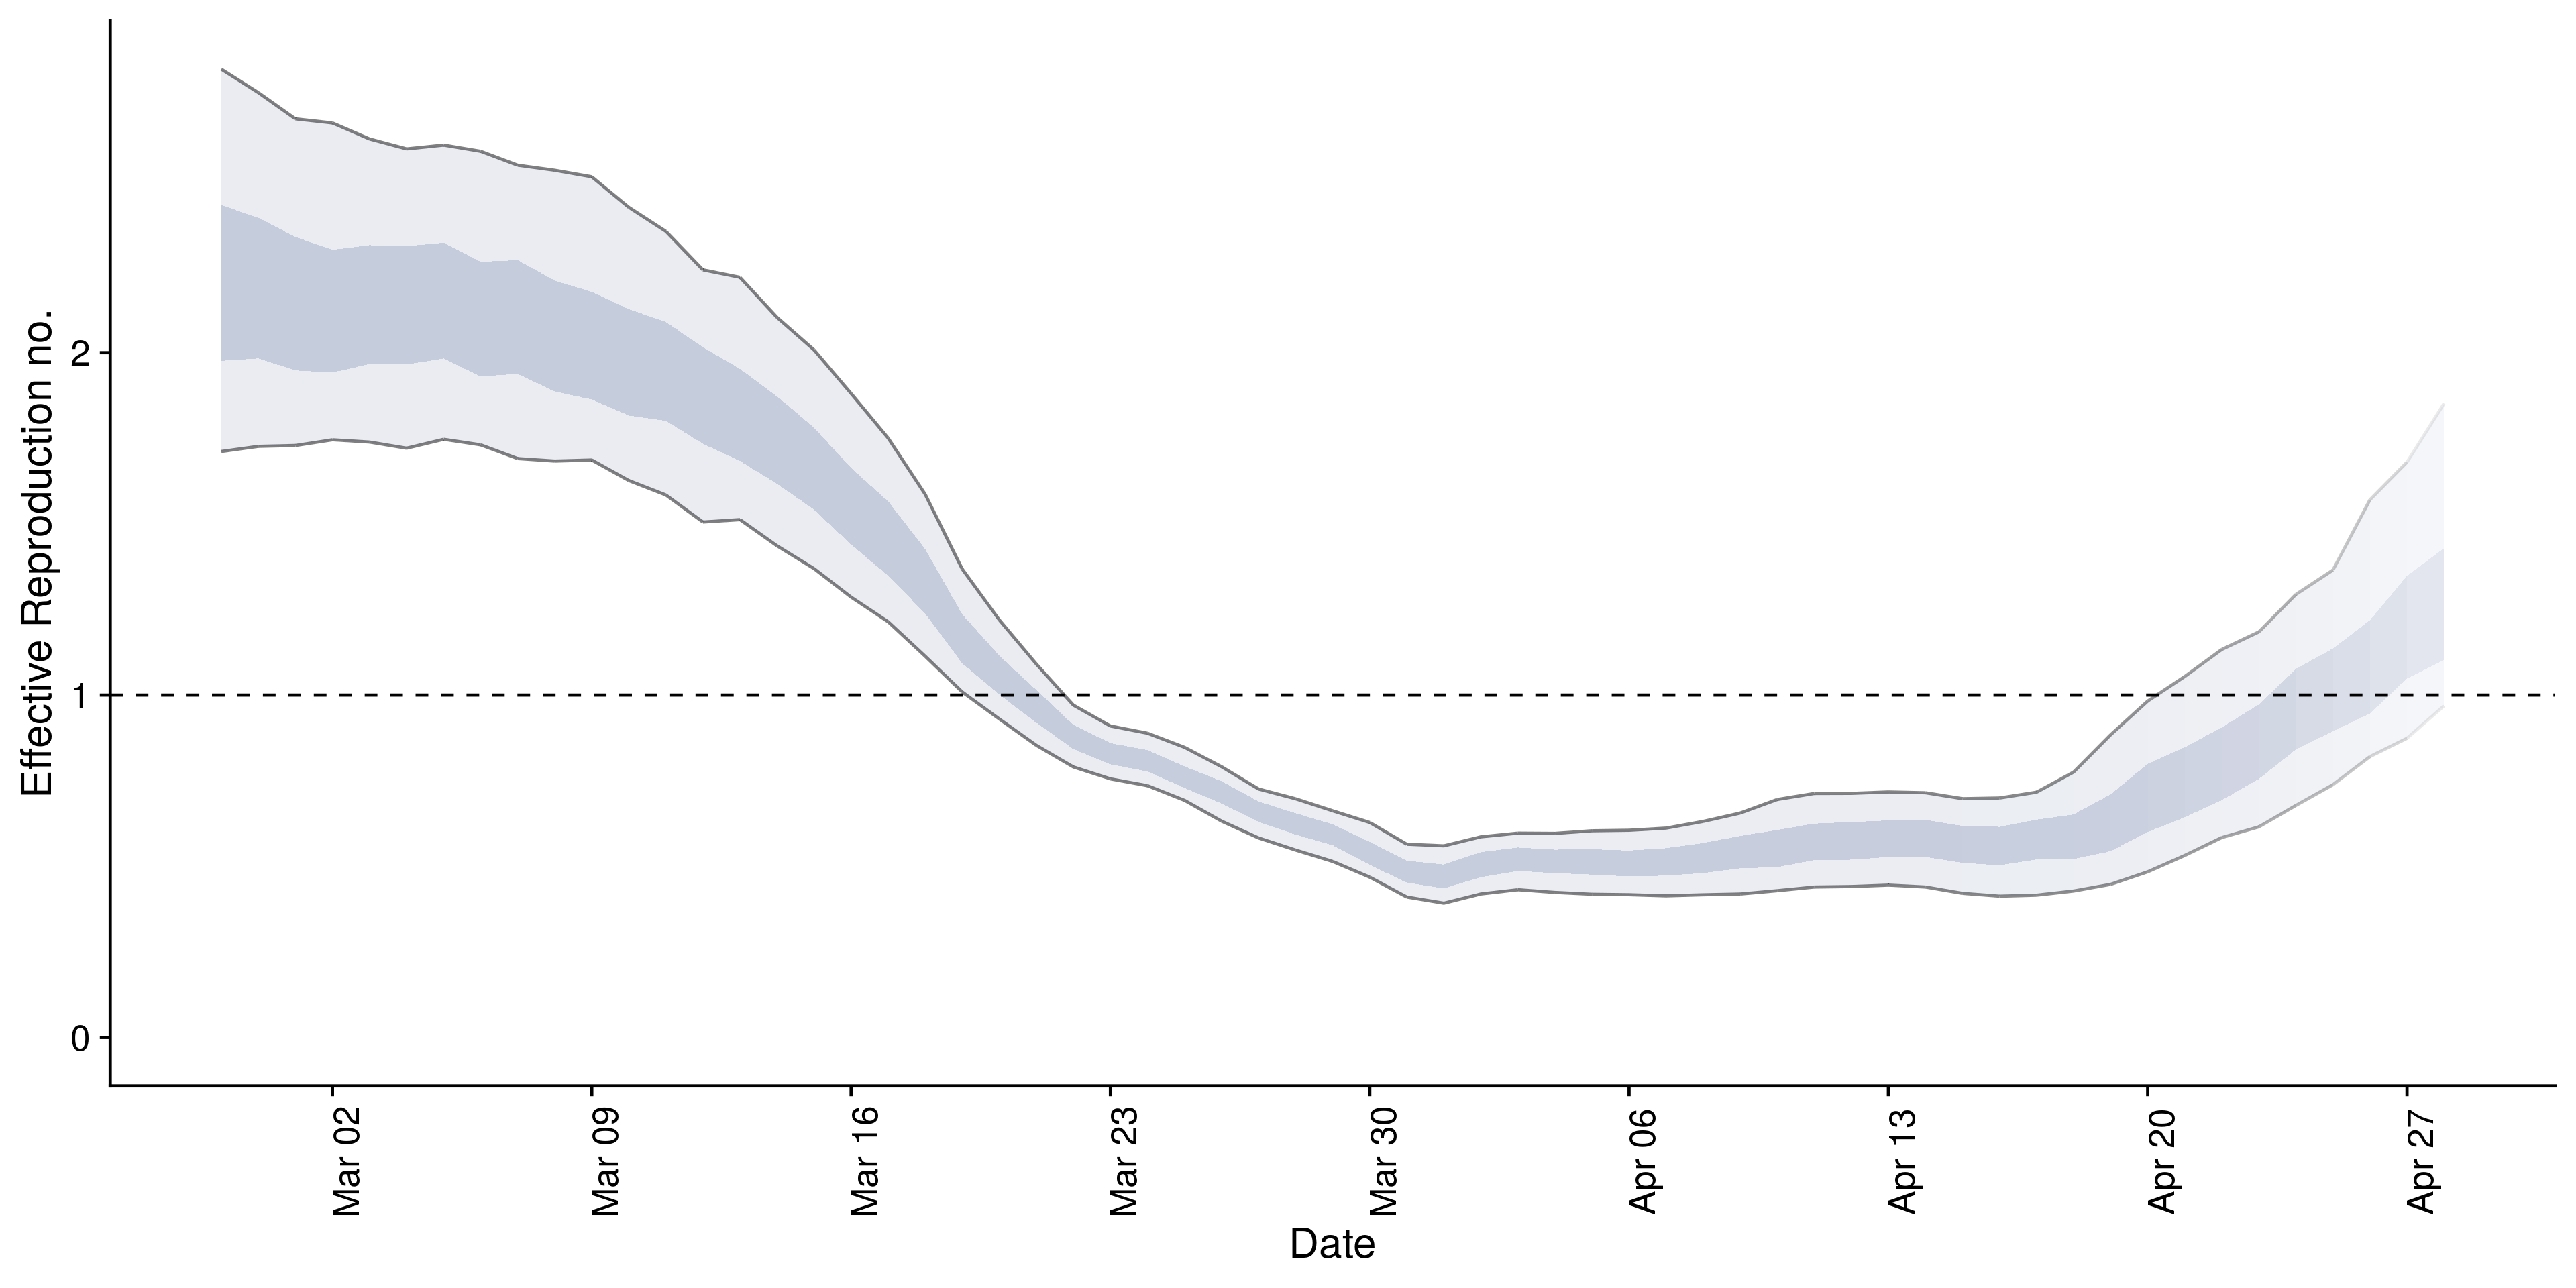 Effective Reproduction no.
2
1
0
Mar 02
Mar 09
Mar 16
Mar 23
Mar 30
Apr 06
Apr 13
Apr 20
Apr 27
Date